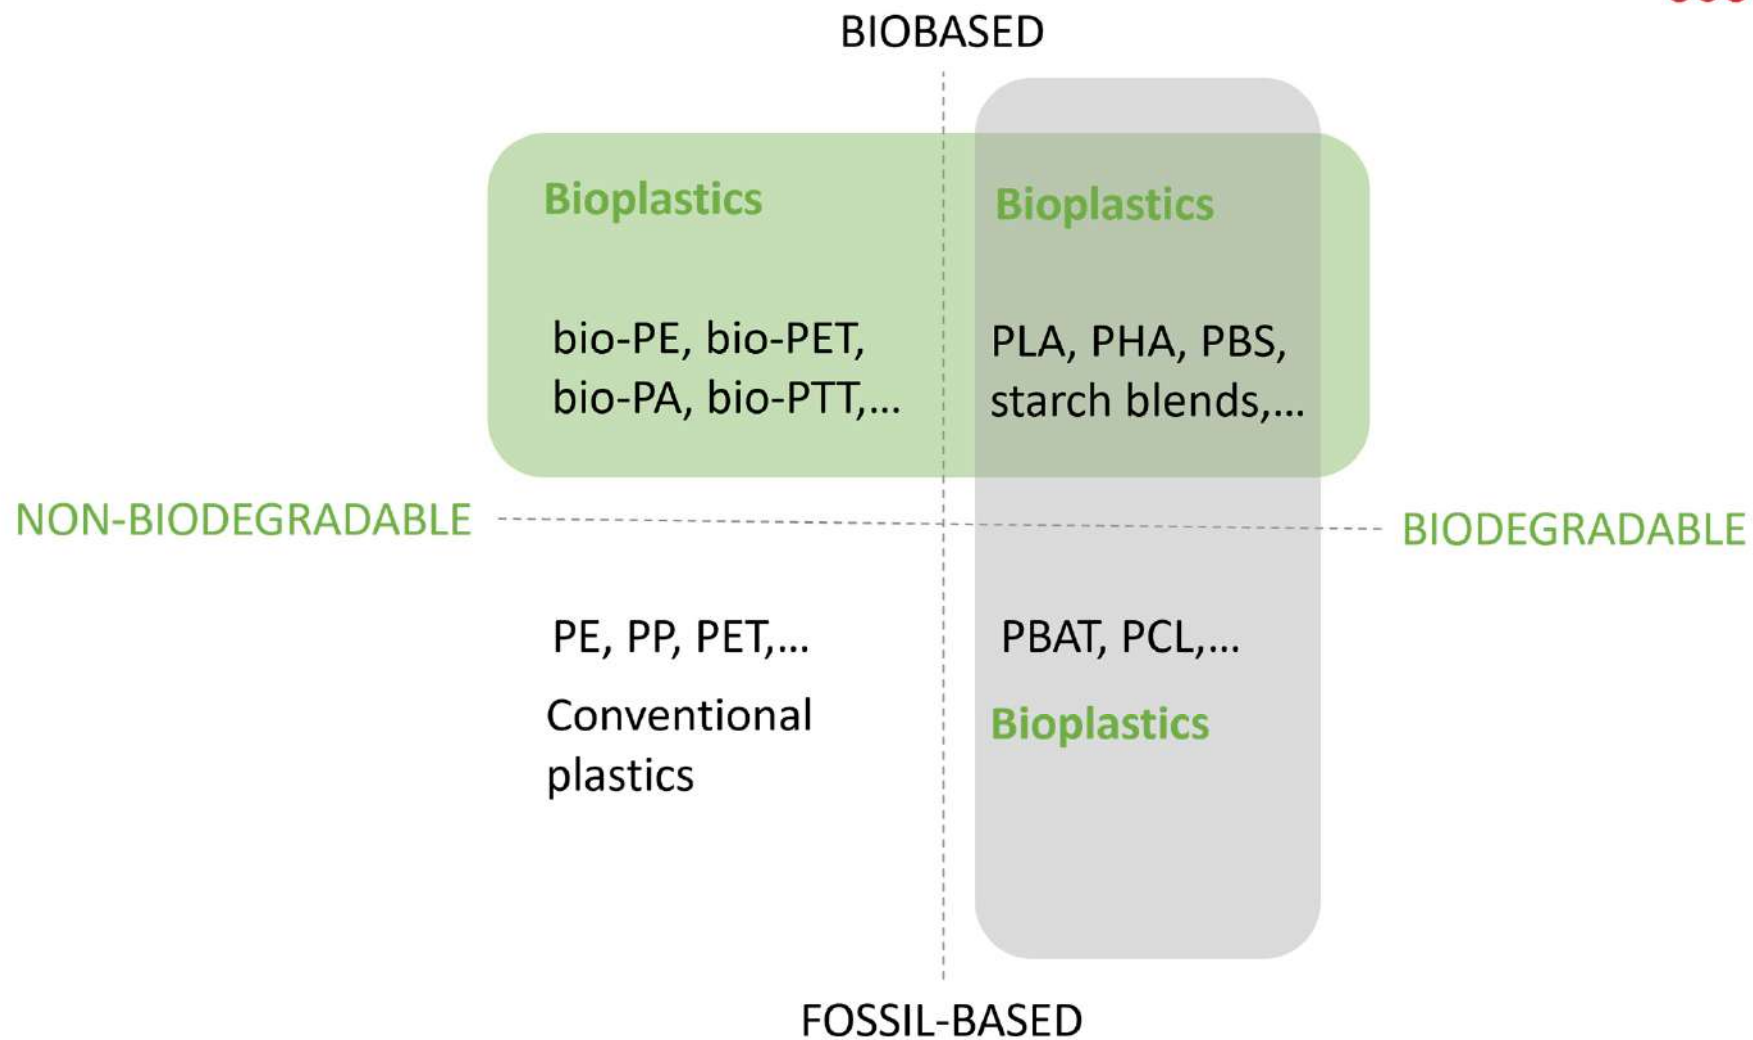 BIOBASED
Bioplastics
Bioplastics
bio-PE, bio-PET,
bio-PA, bio-PTT,...
PLA, PHA, PBS,
starch blends,...
NON-BIODEGRADABLE
BIODEGRADABLE
PE, PP, PET,...
Conventional
plastics
PBAT, PCL,...
Bioplastics
FOSSIL-BASED